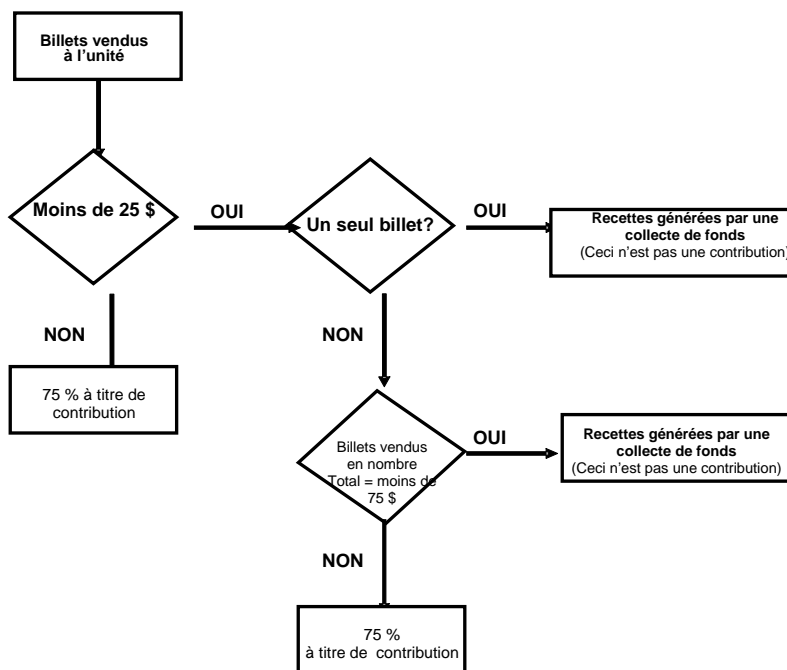 Billets vendus
à l'unité
Moins de 25 $
OUI
Un seul billet?
OUI
Recettes générées par une
collecte de fonds
(Ceci n'est pas une contribution)
NON
75 % à titre de
contribution
NON
Billets vendus
en nombre
Total = moins de
75 $
OUI
Recettes générées par une
collecte de fonds
(Ceci n'est pas une contribution)
NON
75 %
à titre de contribution